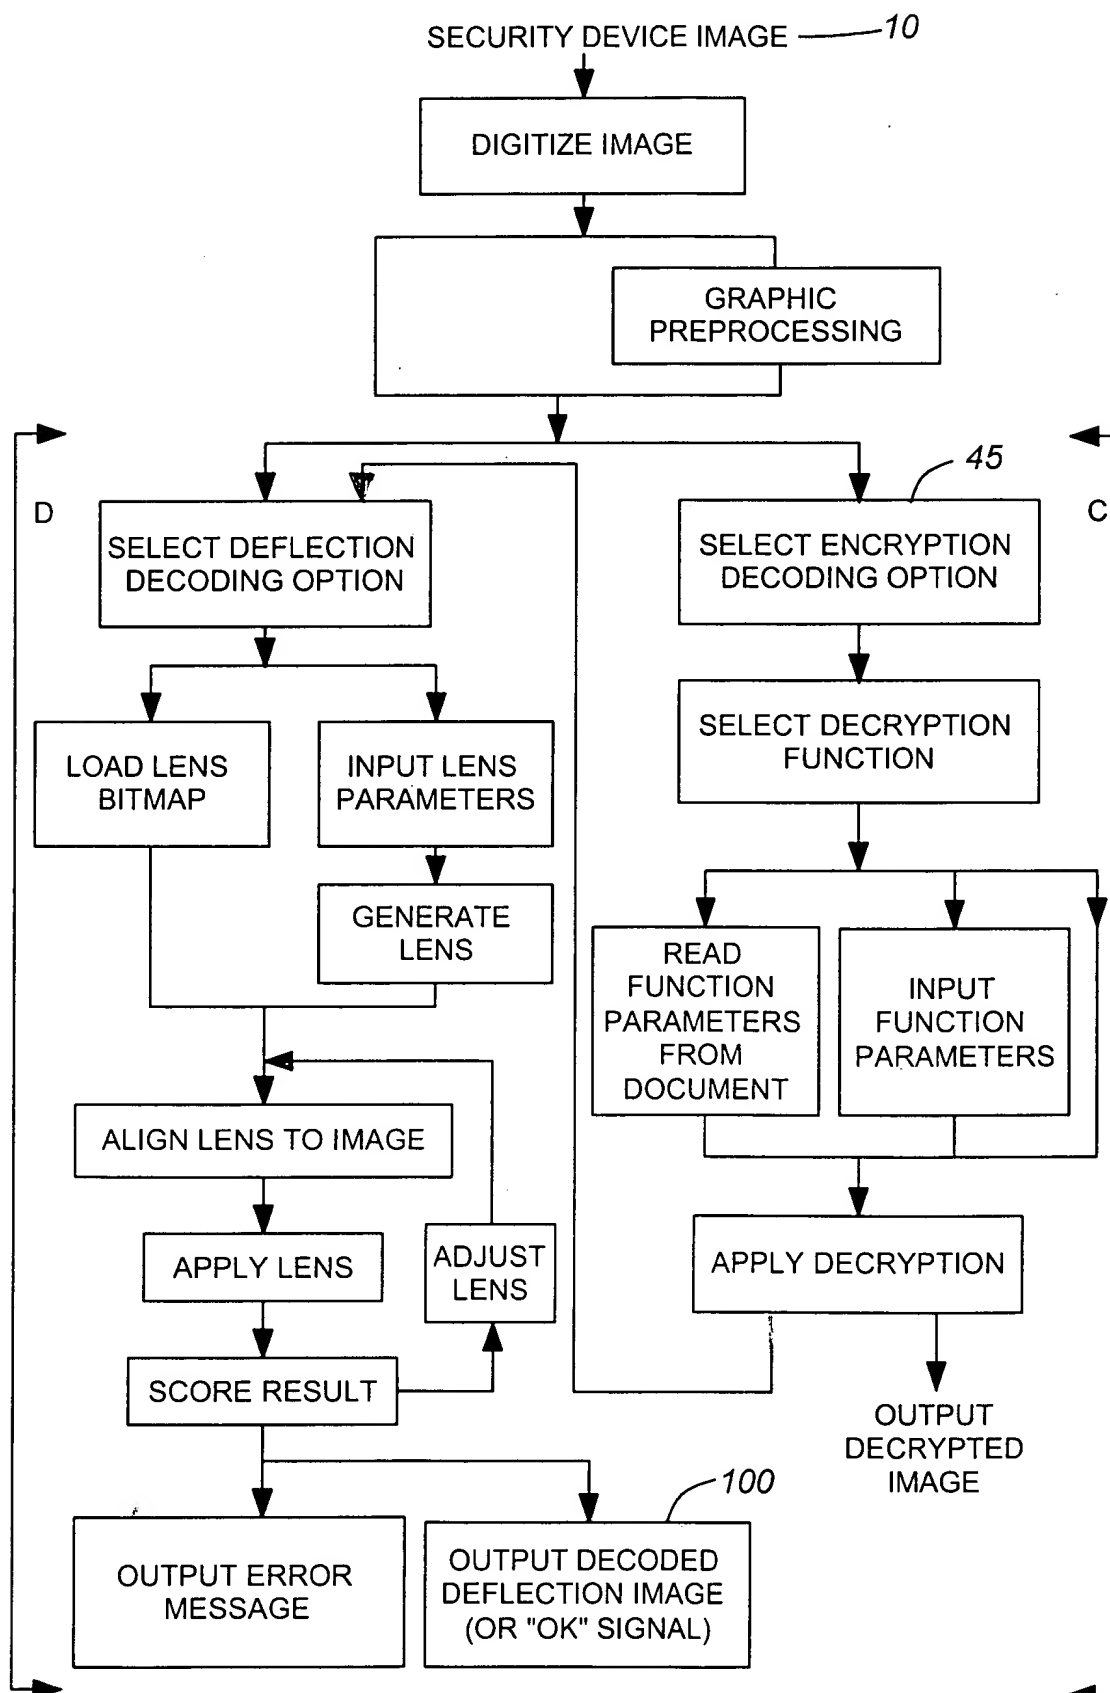 SECURITY DEVICE IMAGE 10
DIGITIZE IMAGE
GRAPHIC
PREPROCESSING
D
C
45
SELECT DEFLECTION
DECODING OPTION
SELECT ENCRYPTION
DECODING OPTION
SELECT DECRYPTION
FUNCTION
LOAD LENS
BITMAP
INPUT LENS
PARAMETERS
GENERATE
LENS
READ
FUNCTION
PARAMETERS
FROM
DOCUMENT
INPUT
FUNCTION
PARAMETERS
ALIGN LENS TO IMAGE
APPLY LENS
ADJUST
LENS
APPLY DECRYPTION
SCORE RESULT
OUTPUT
DECRYPTED
IMAGE
100
OUTPUT ERROR
MESSAGE
OUTPUT DECODED
DEFLECTION IMAGE
(OR "OK" SIGNAL)